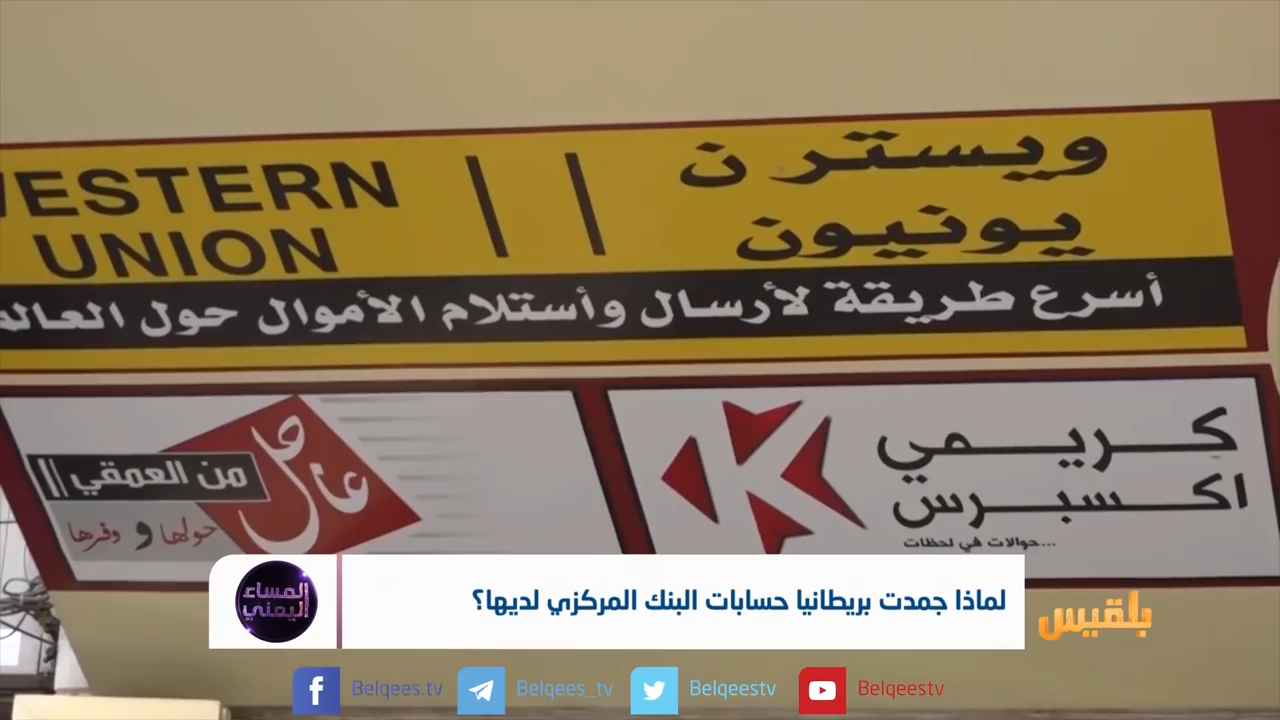 ويسترن
يونيون
WESTERN
UNION
أسرع طريقة لأرسال وأستلام الأموال حول العالم
كريمي
اكسبرس
حوالات في لحظات...
عاجل
من العمقي
حولها و وفرها
لماذا جمدت بريطانيا حسابات البنك المركزي لديها؟
المساء
اليمني
بلقيس
Belqees.tv
Belqees_tv
Belqeestv
Belqeestv